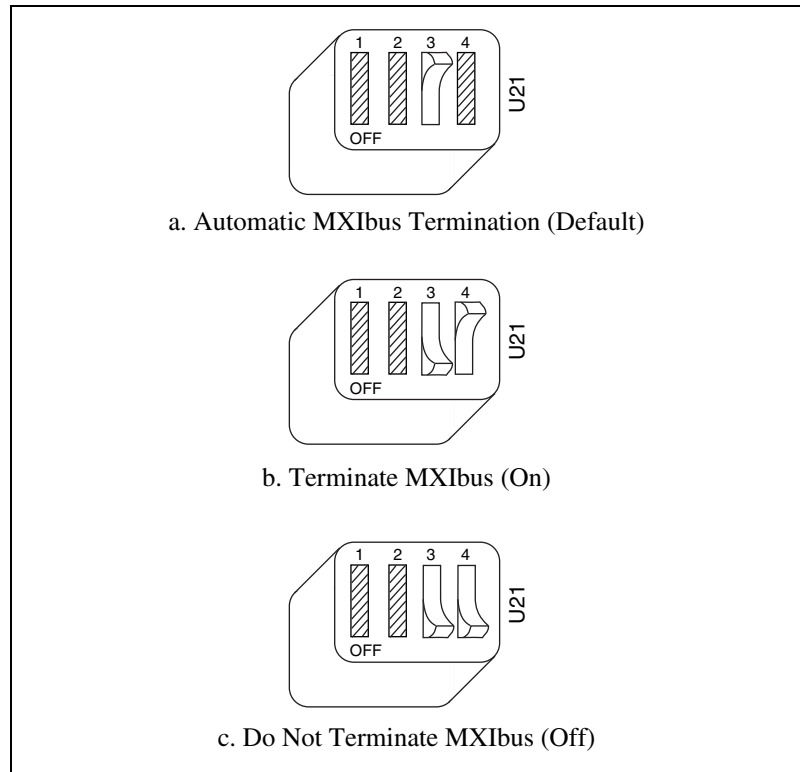 1 2 3 4
OFF
U21
a. Automatic MXIbus Termination (Default)
1 2 3 4
OFF
U21
b. Terminate MXIbus (On)
1 2 3 4
OFF
U21
c. Do Not Terminate MXIbus (Off)